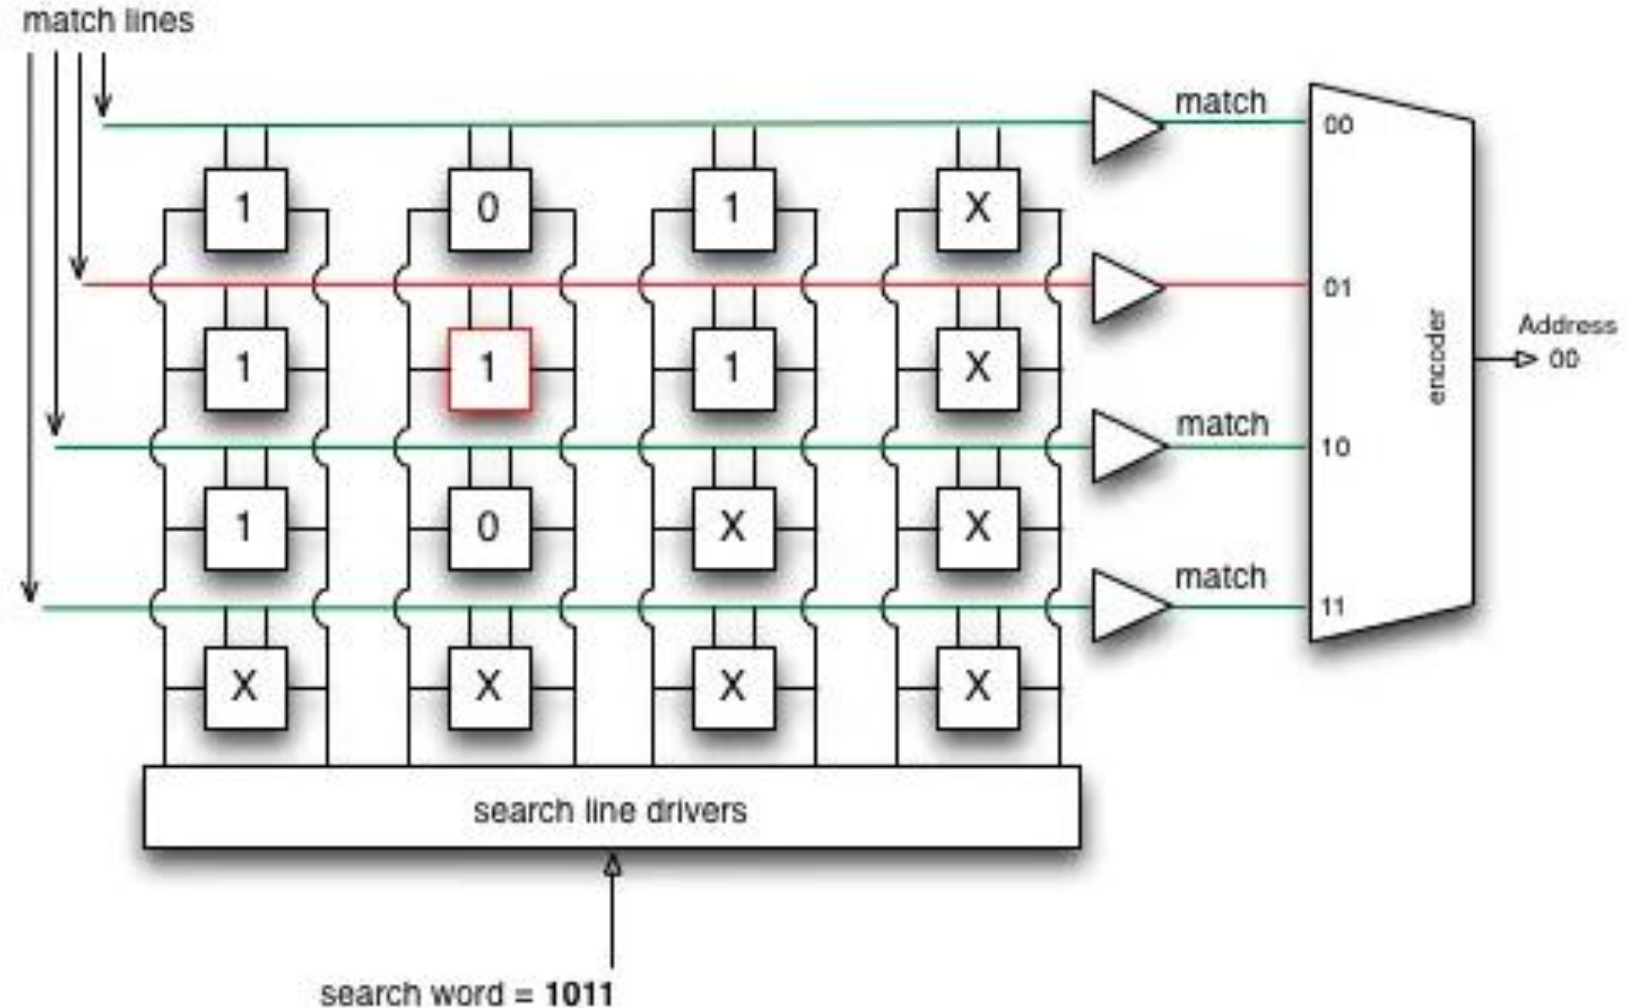 match lines
match
00
1 0 1 X
01
Address
00
encoder
1 1 1 X
match
10
1 0 X X
match
11
X X X X
search line drivers
search word = 1011